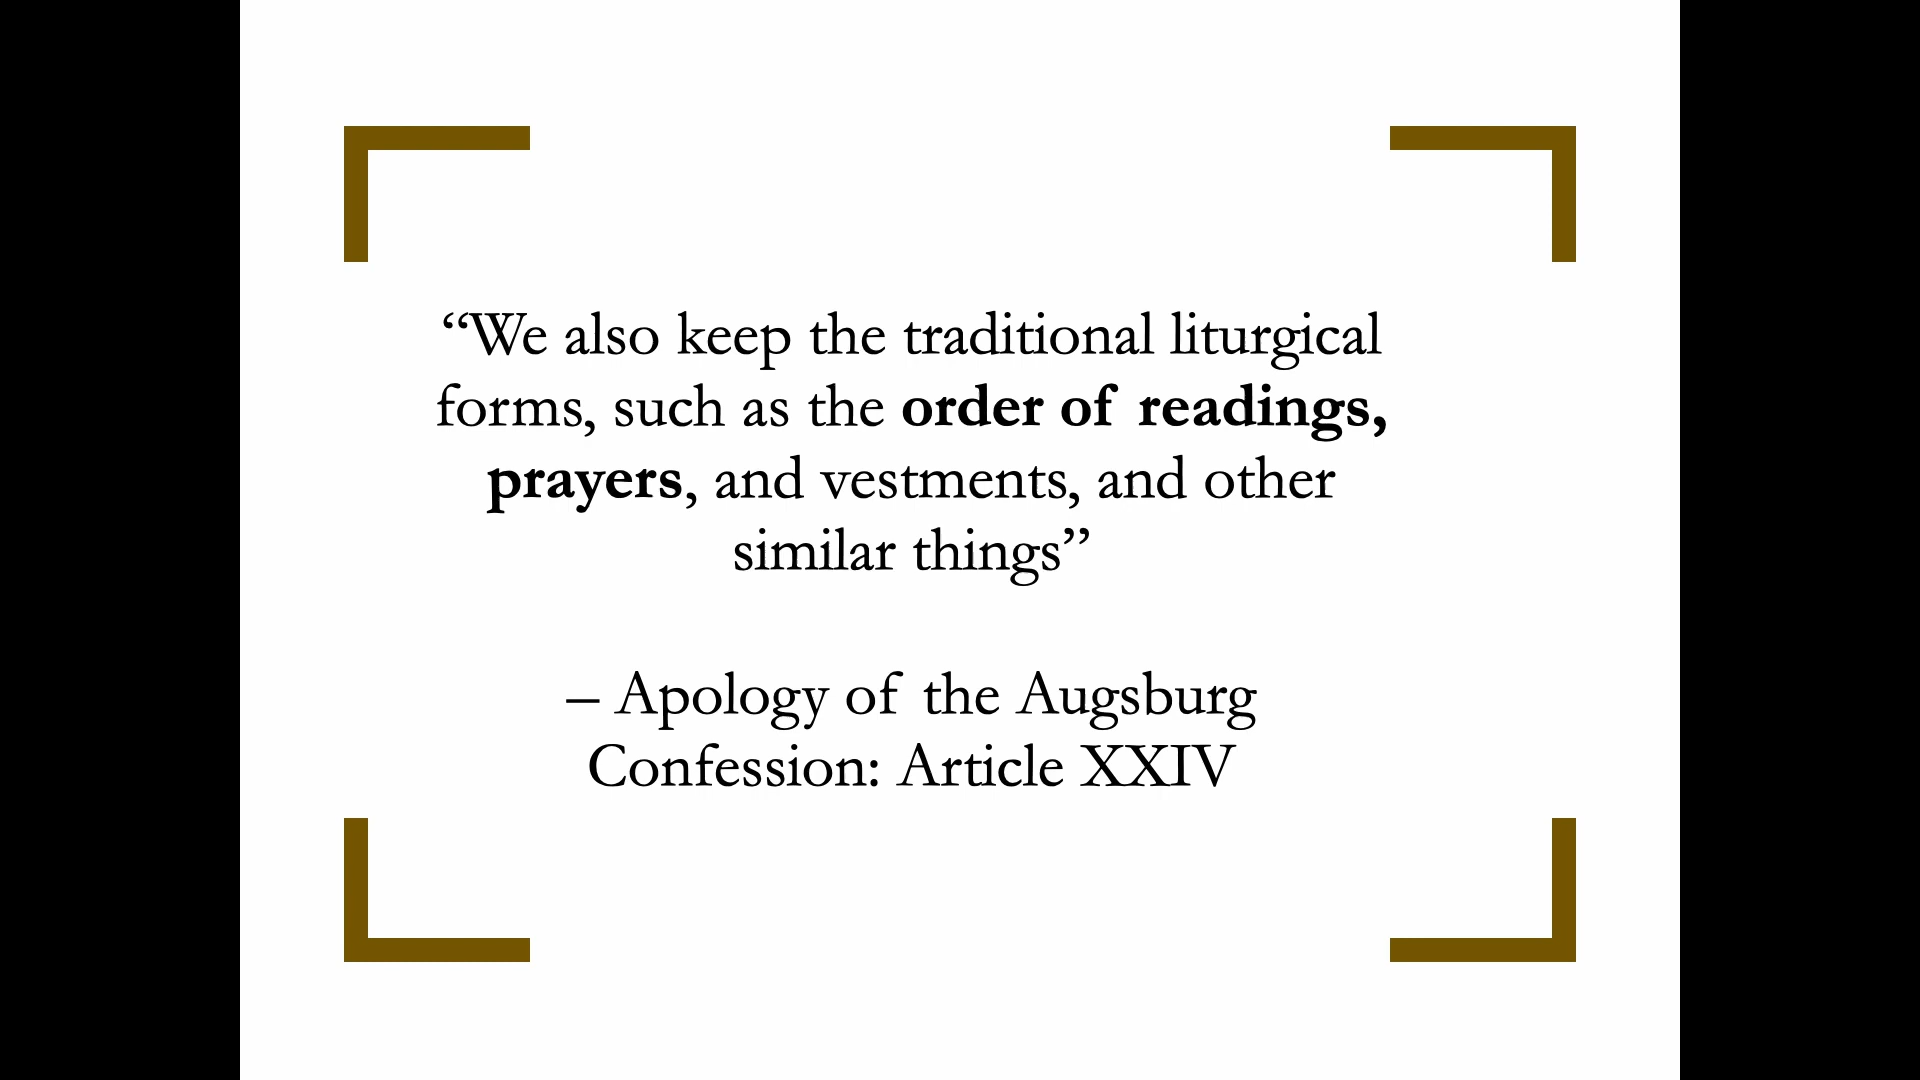 “We also keep the traditional liturgical
forms, such as the order of readings,
prayers, and vestments, and other
similar things”
– Apology of the Augsburg
Confession: Article XXIV